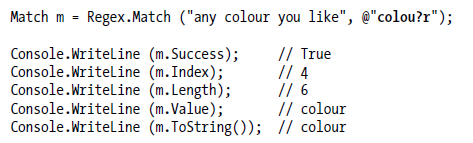 Match m = Regex.Match ("any colour you like", @"colou?r");
Console.WriteLine (m.Success);     // True
Console.WriteLine (m.Index);       // 4
Console.WriteLine (m.Length);      // 6
Console.WriteLine (m.Value);       // colour
Console.WriteLine (m.ToString());  // colour